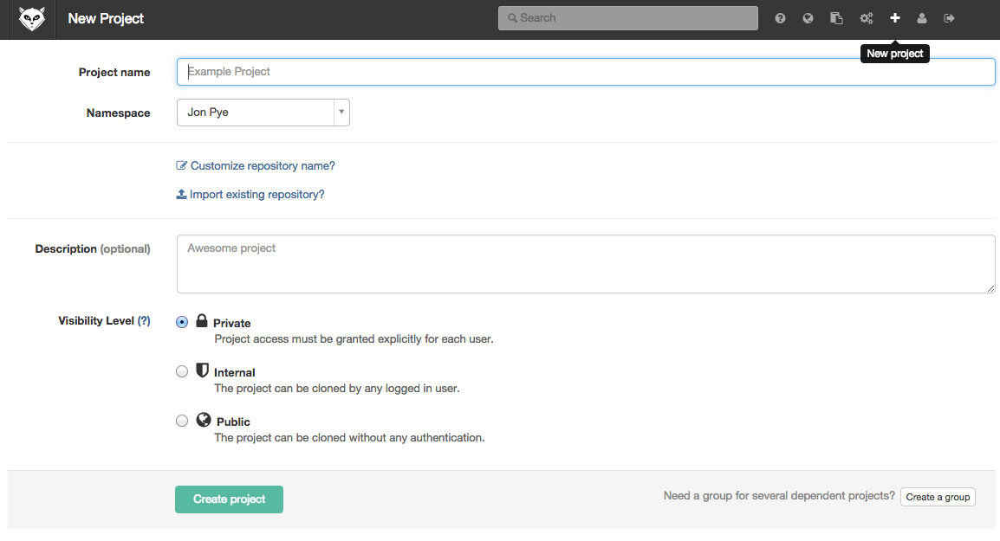 New Project
Search
New project
Project name
Example Project
Namespace
Jon Pye
Customize repository name?
Import existing repository?
Description (optional)
Awesome project
Visibility Level (?)
Private
Project access must be granted explicitly for each user.
Internal
The project can be cloned by any logged in user.
Public
The project can be cloned without any authentication.
Create project
Need a group for several dependent projects?
Create a group